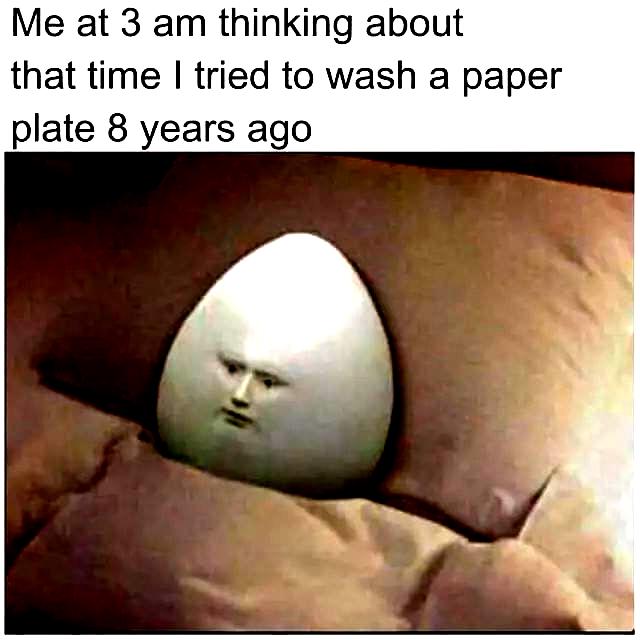 Me at 3 am thinking about
that time I tried to wash a paper
plate 8 years ago